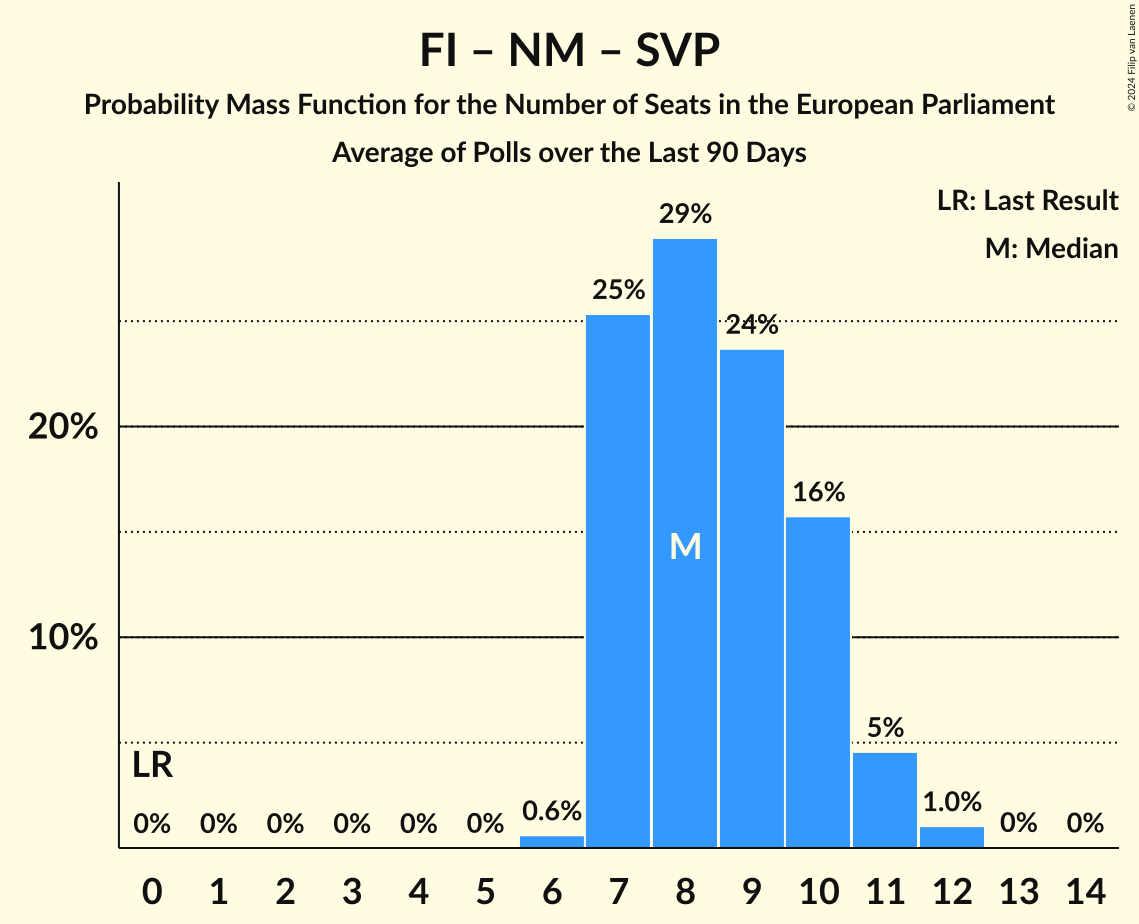 FI – NM – SVP
Probability Mass Function for the Number of Seats in the European Parliament
Average of Polls over the Last 90 Days
© 2024 Filip van Laenen
LR: Last Result
M: Median
29%
25%
24%
20%
16%
M
10%
5%
LR
1.0%
0.6%
0% 0% 0% 0% 0% 0% 0% 0%
0 1 2 3 4 5 6 7 8 9 10 11 12 13 14